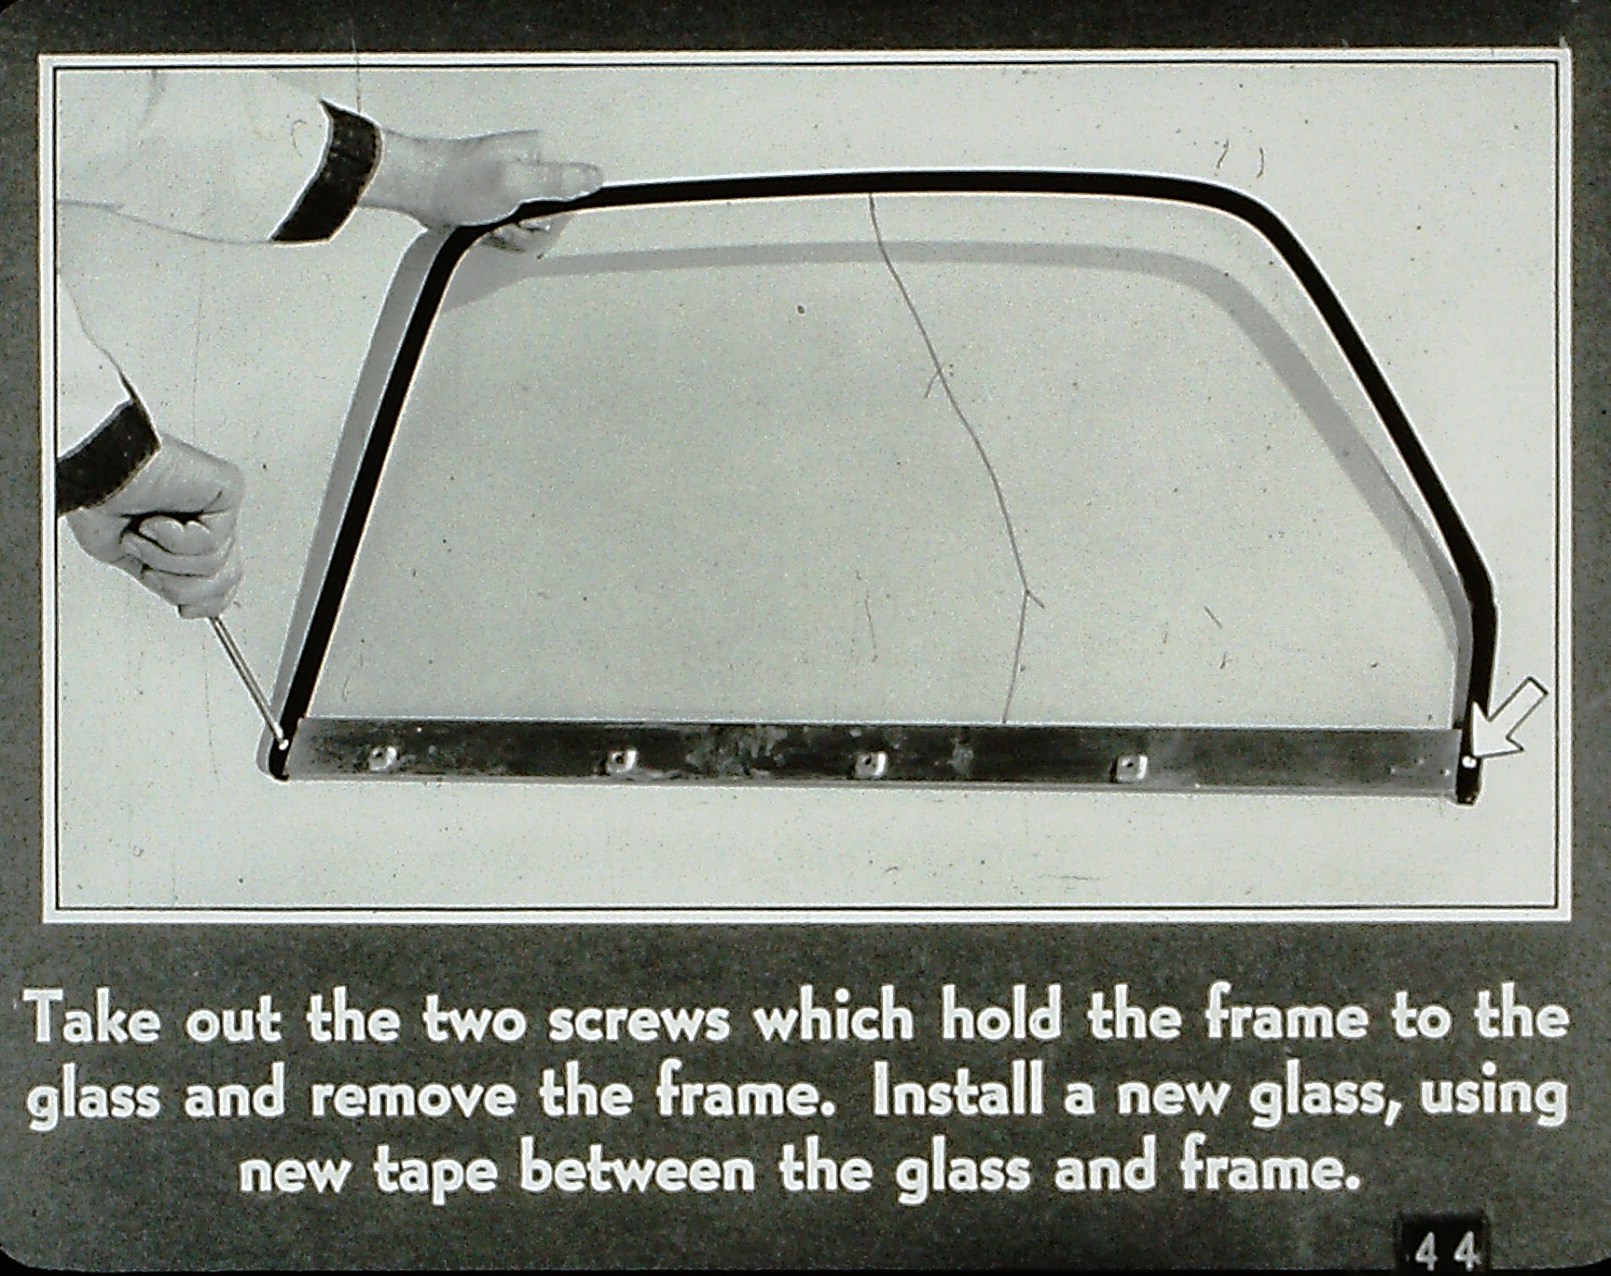 Take out the two screws which hold the frame to the
glass and remove the frame. Install a new glass, using
new tape between the glass and frame.
44